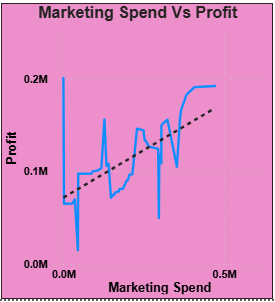 Marketing Spend Vs Profit
0.2M
Profit
0.1M
0.0M
0.0M 0.5M
Marketing Spend